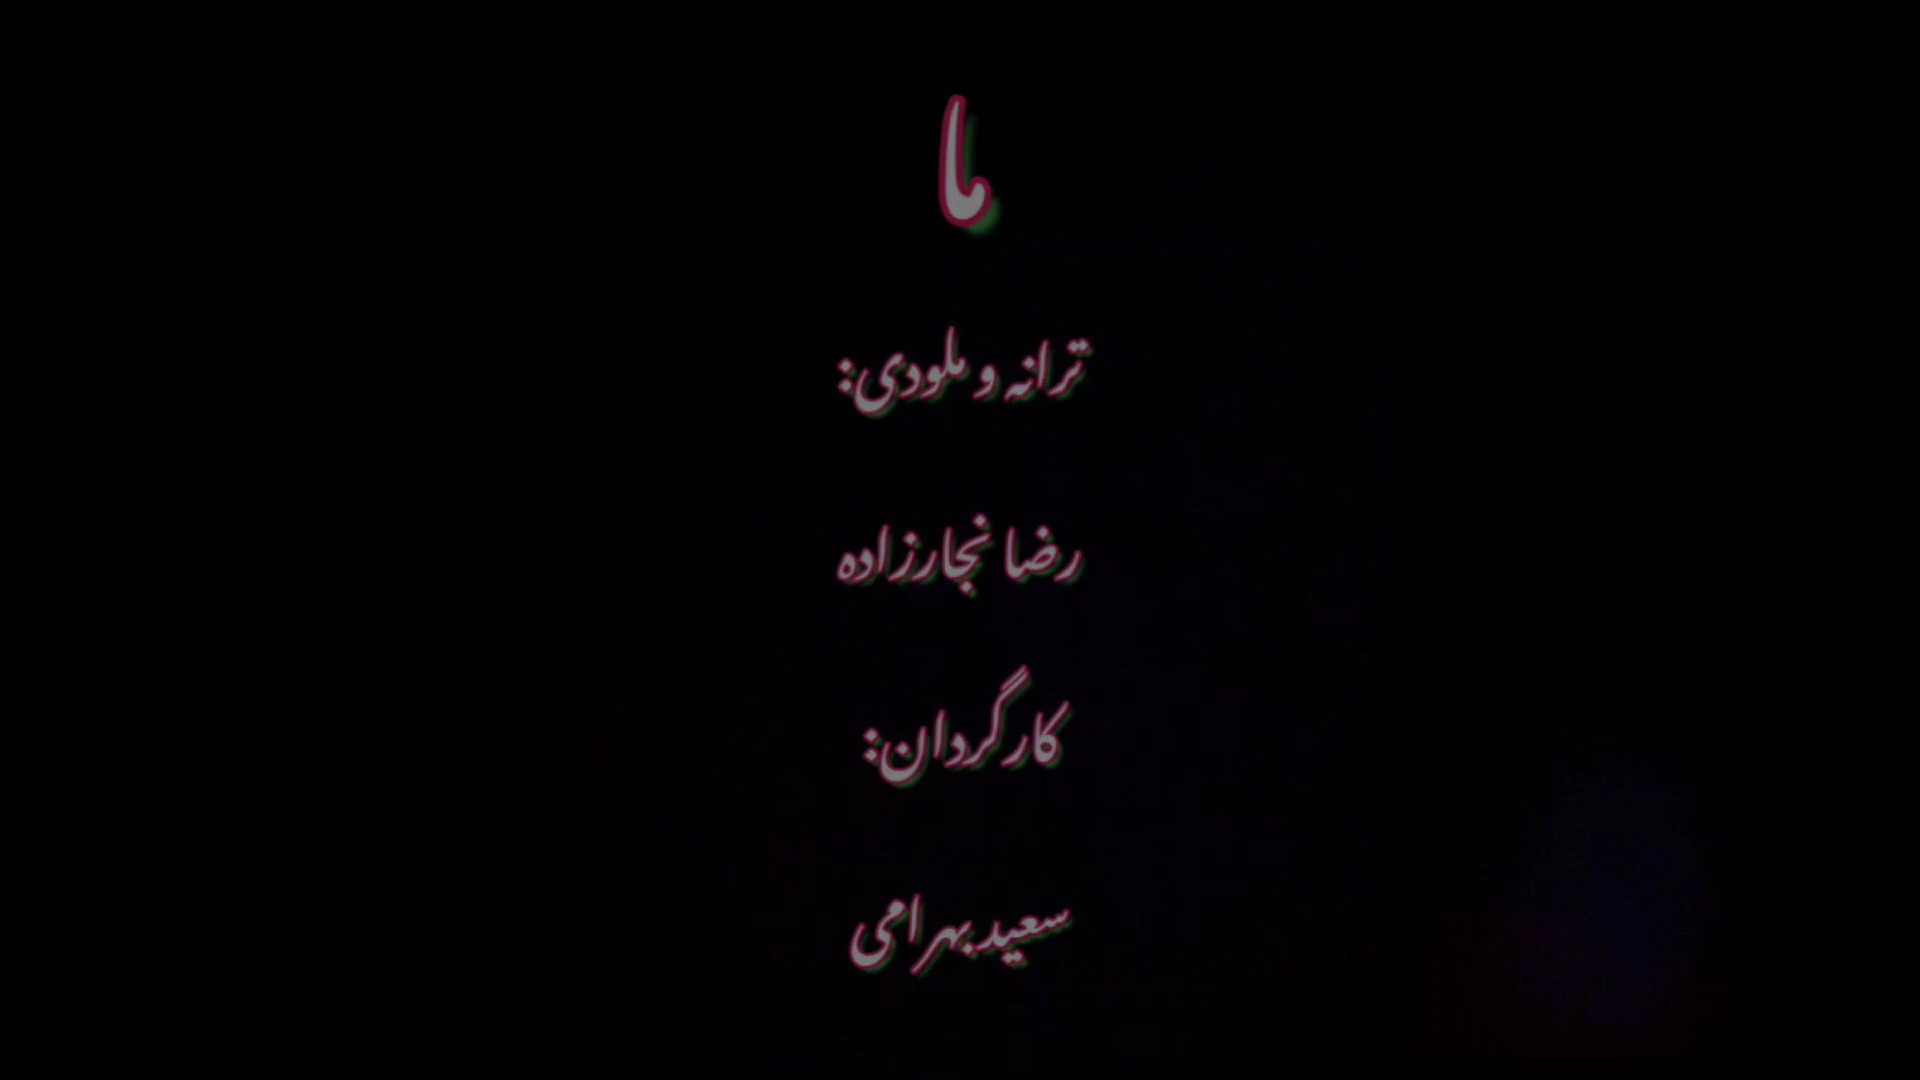 ما
ترانه و ملودی:
رضا نجارزاده
کارگردان:
سعید بهرامی